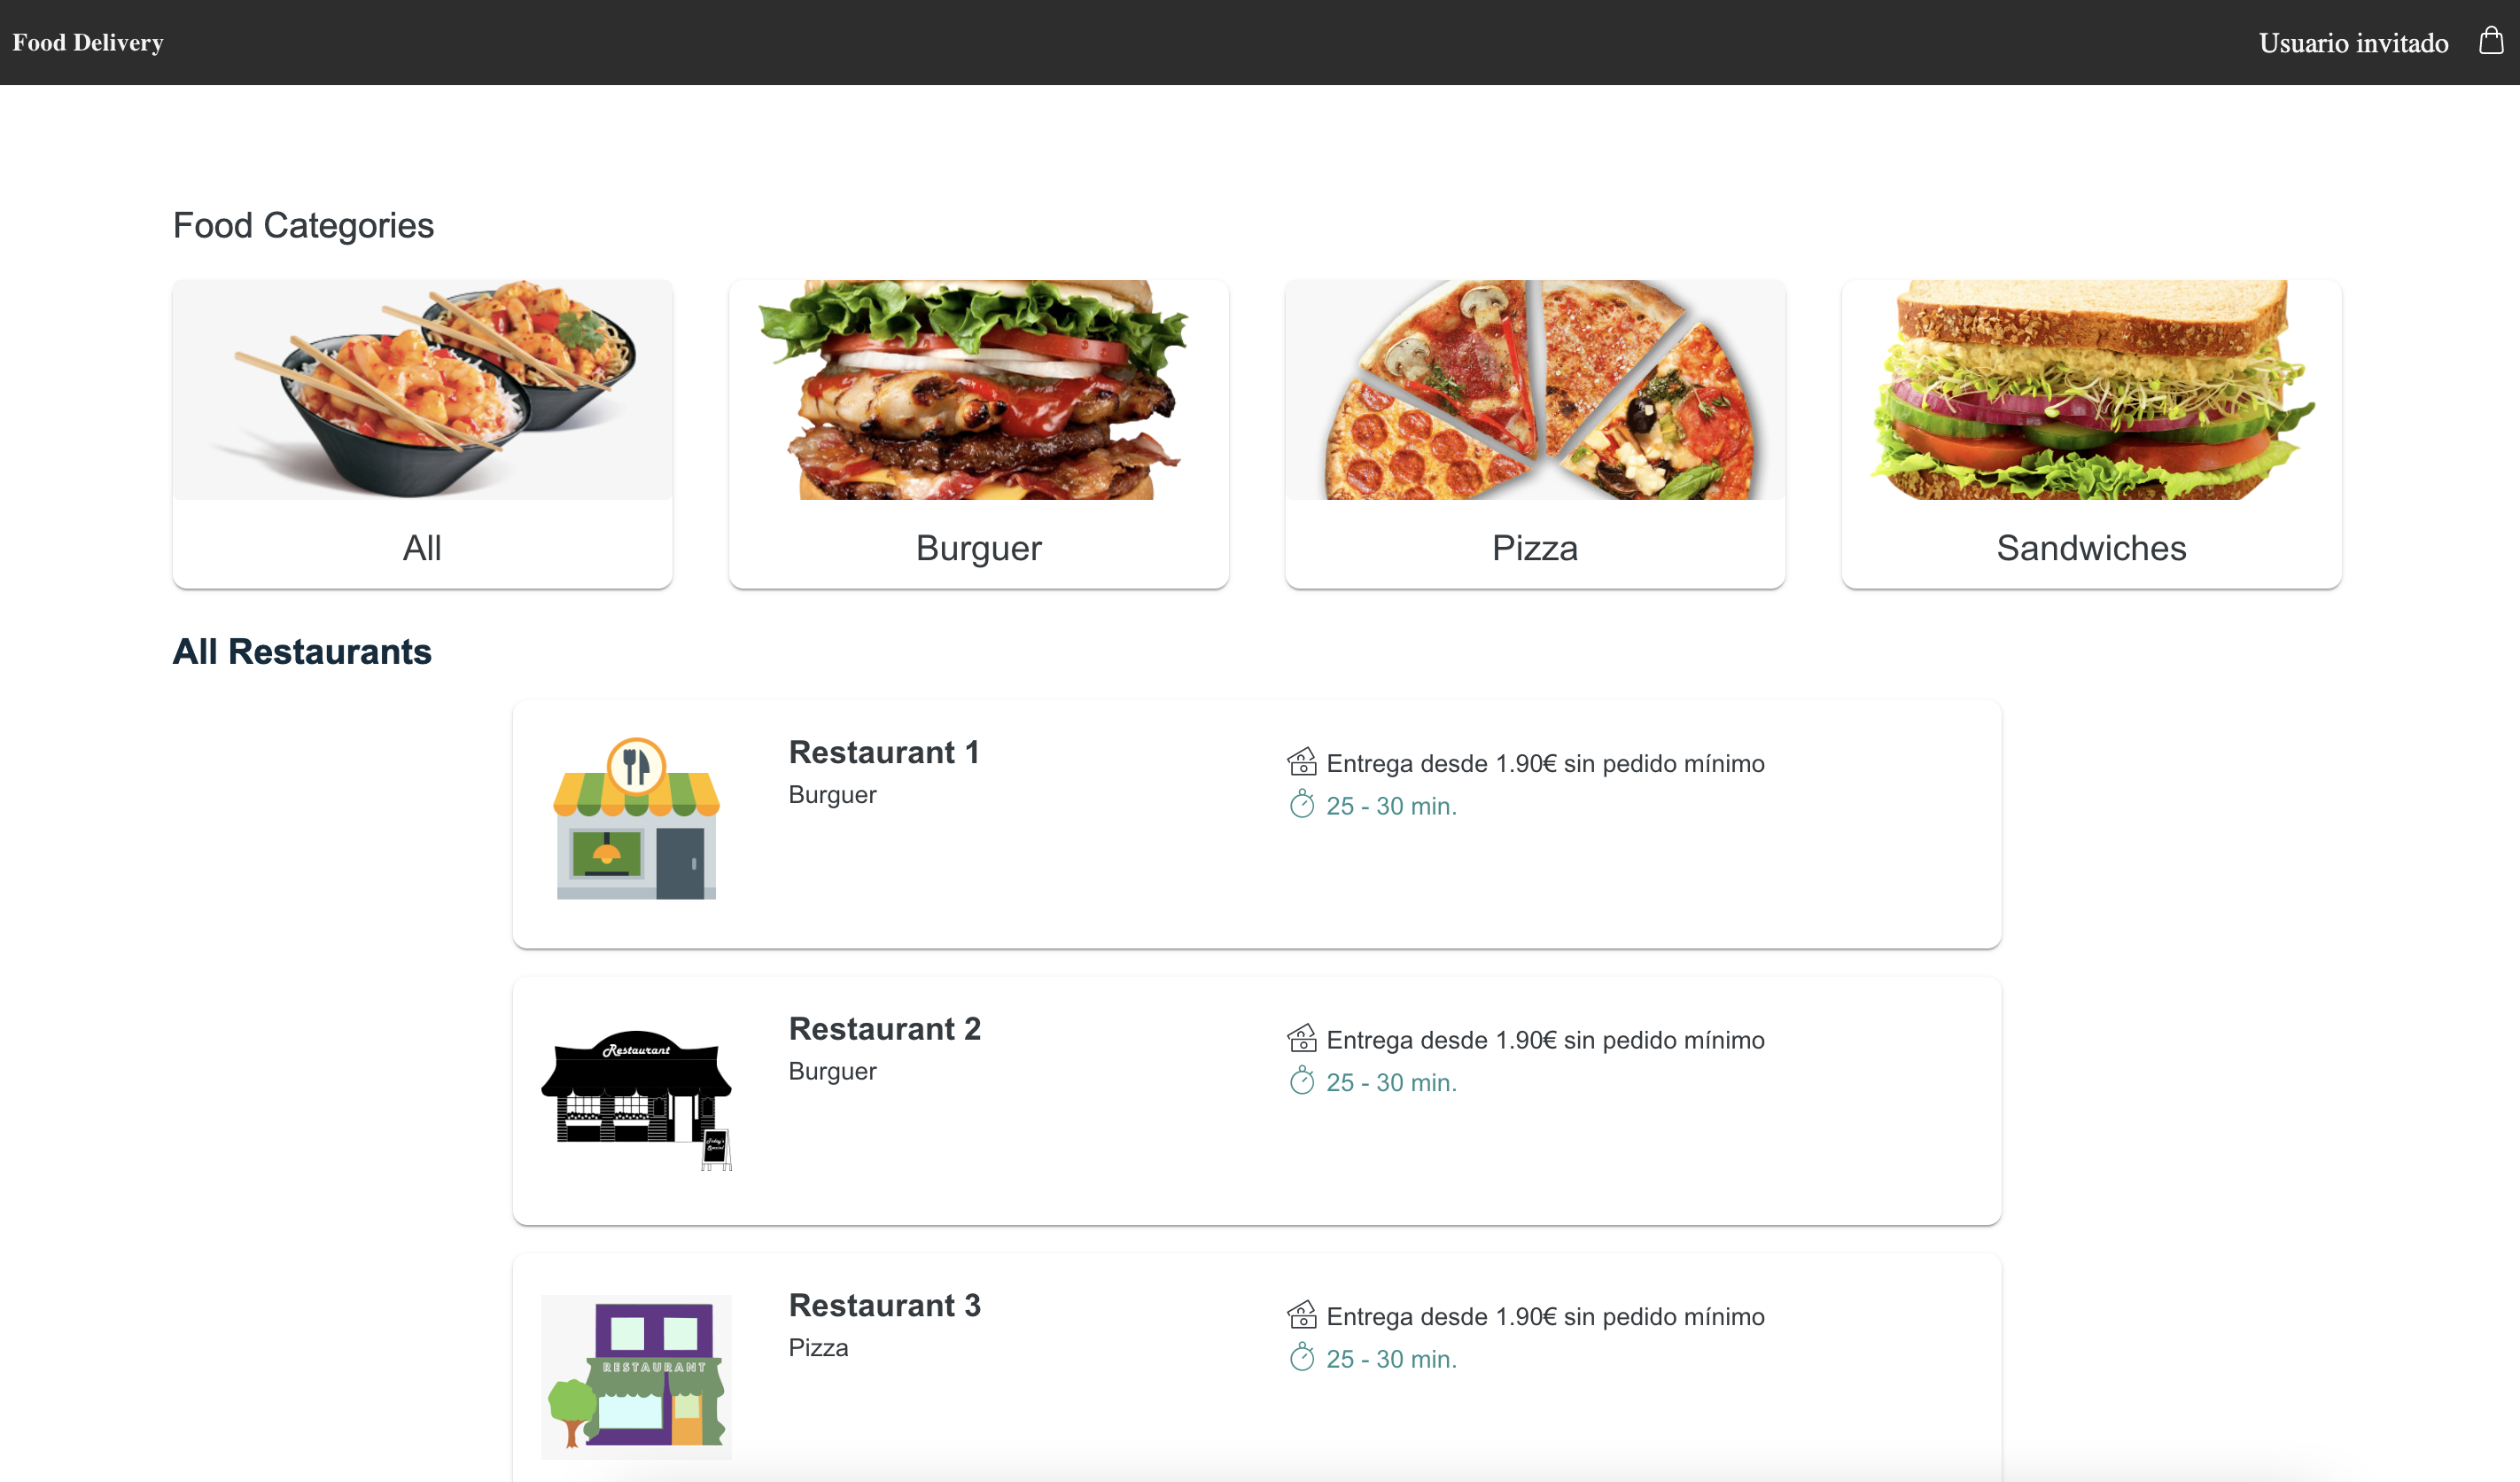 Food Delivery
Usuario invitado
Food Categories
All
Burguer
Pizza
Sandwiches
All Restaurants
Restaurant 1
Burguer
Entrega desde 1.90€ sin pedido mínimo
25 - 30 min.
Restaurant
Today's
Special
Restaurant 2
Burguer
Entrega desde 1.90€ sin pedido mínimo
25 - 30 min.
RESTAURANT
Restaurant 3
Pizza
Entrega desde 1.90€ sin pedido mínimo
25 - 30 min.